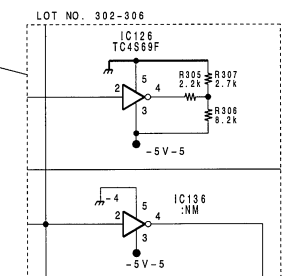 LOT NO. 302-306
IC126
TC4S69F
5
R305
2.2k
R307
2.7k
2
4
3
R306
8.2k
-5V-5
-4
5
IC136
:NM
2
4
3
-5V-5